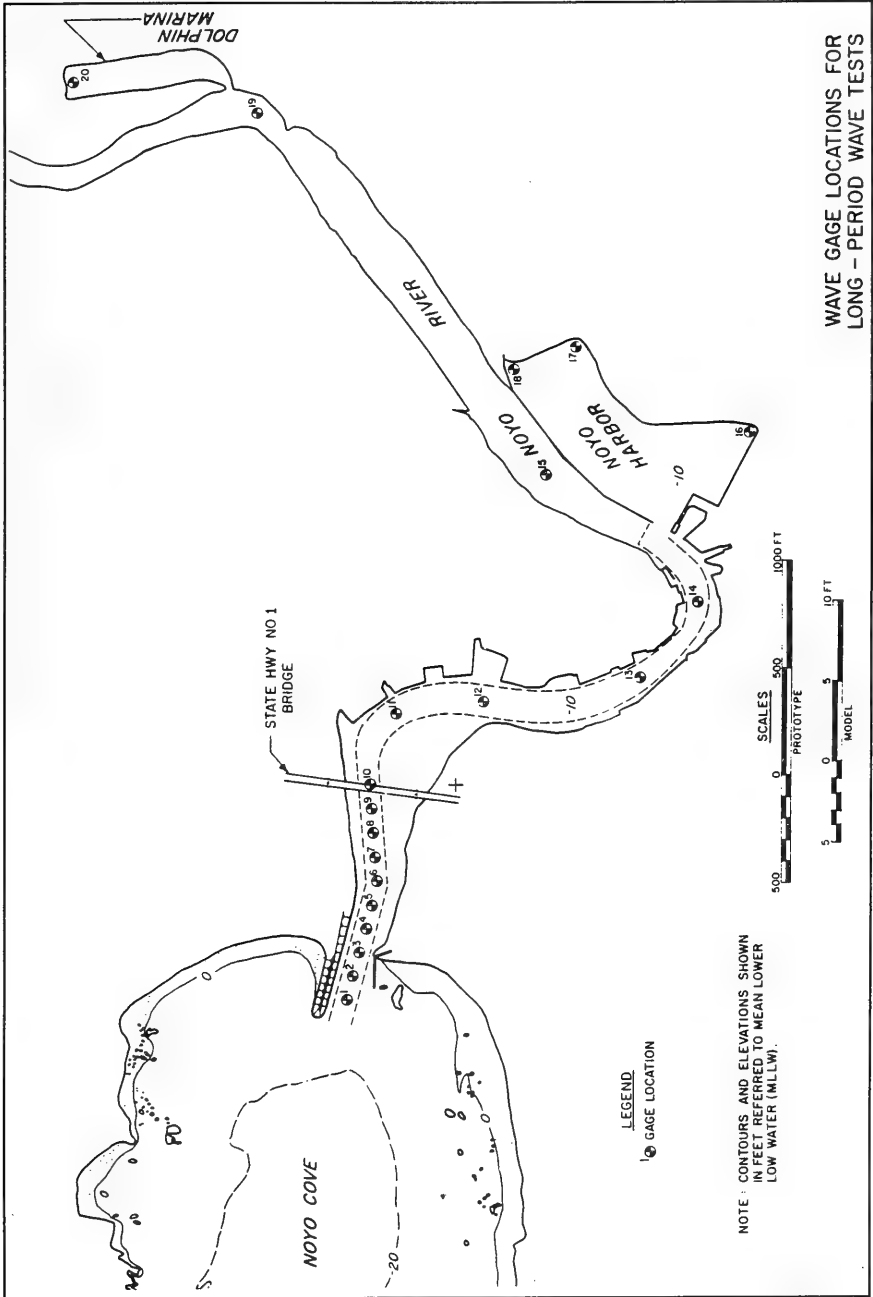 WAVE GAGE LOCATIONS FOR
LONG - PERIOD WAVE TESTS
DOLPHIN
MARINA
20
19
RIVER
NOYO
18
17
15
NOYO
HARBOR
16
-10
14
13
-10
12
11
STATE HWY NO 1
BRIDGE
10
9
8
7
6
5
4
3
2
1
0
0
0
NOYO COVE
-20
LEGEND
1 GAGE LOCATION
SCALES
500 0 500 1000 FT
PROTOTYPE
5 0 5 10 FT
MODEL
NOTE: CONTOURS AND ELEVATIONS SHOWN
IN FEET REFERRED TO MEAN LOWER
LOW WATER (MLLW).